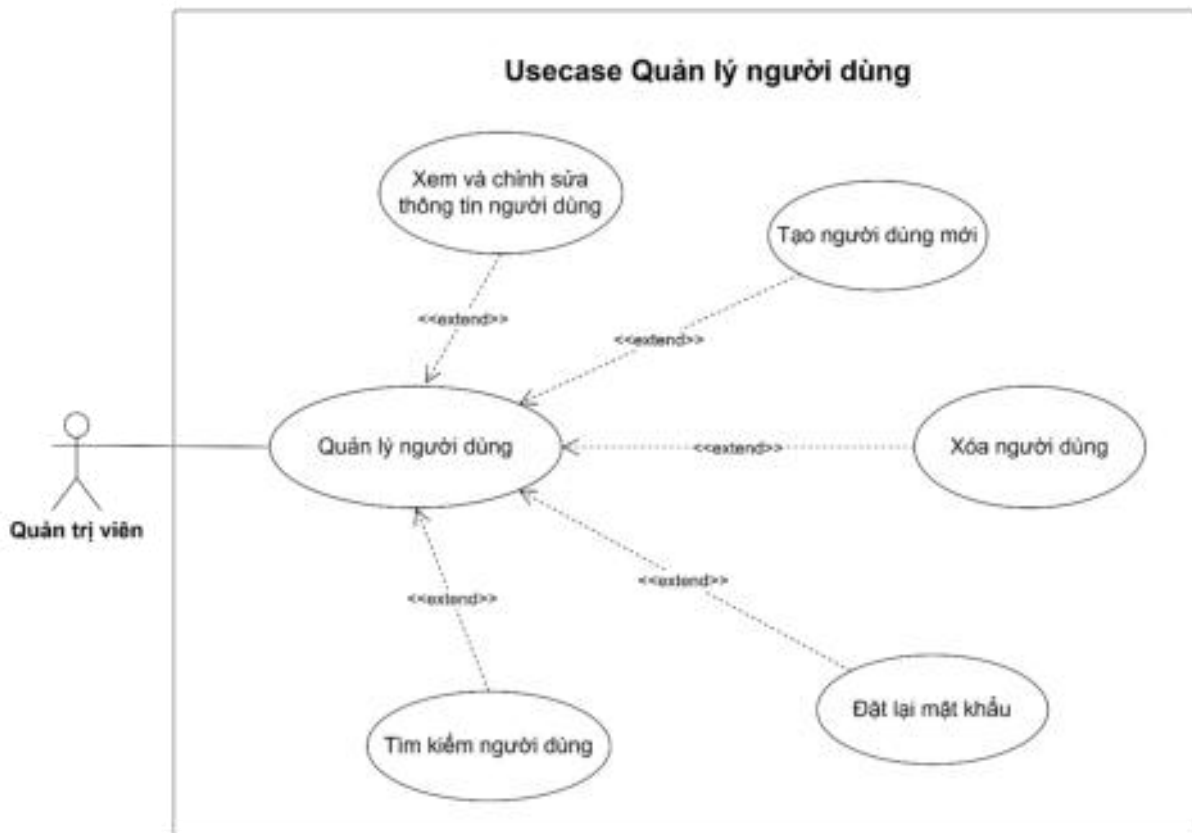 Usecase Quản lý người dùng
Xem và chỉnh sửa
thông tin người dùng
Tạo người dùng mới
<<extend>>
<<extend>>
Quản lý người dùng
<<extend>>
Xóa người dùng
Quản trị viên
<<extend>>
<<extend>>
Tìm kiếm người dùng
Đặt lại mật khẩu